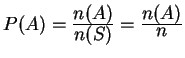 P(A) = n(A)/n(S) = n(A)/n